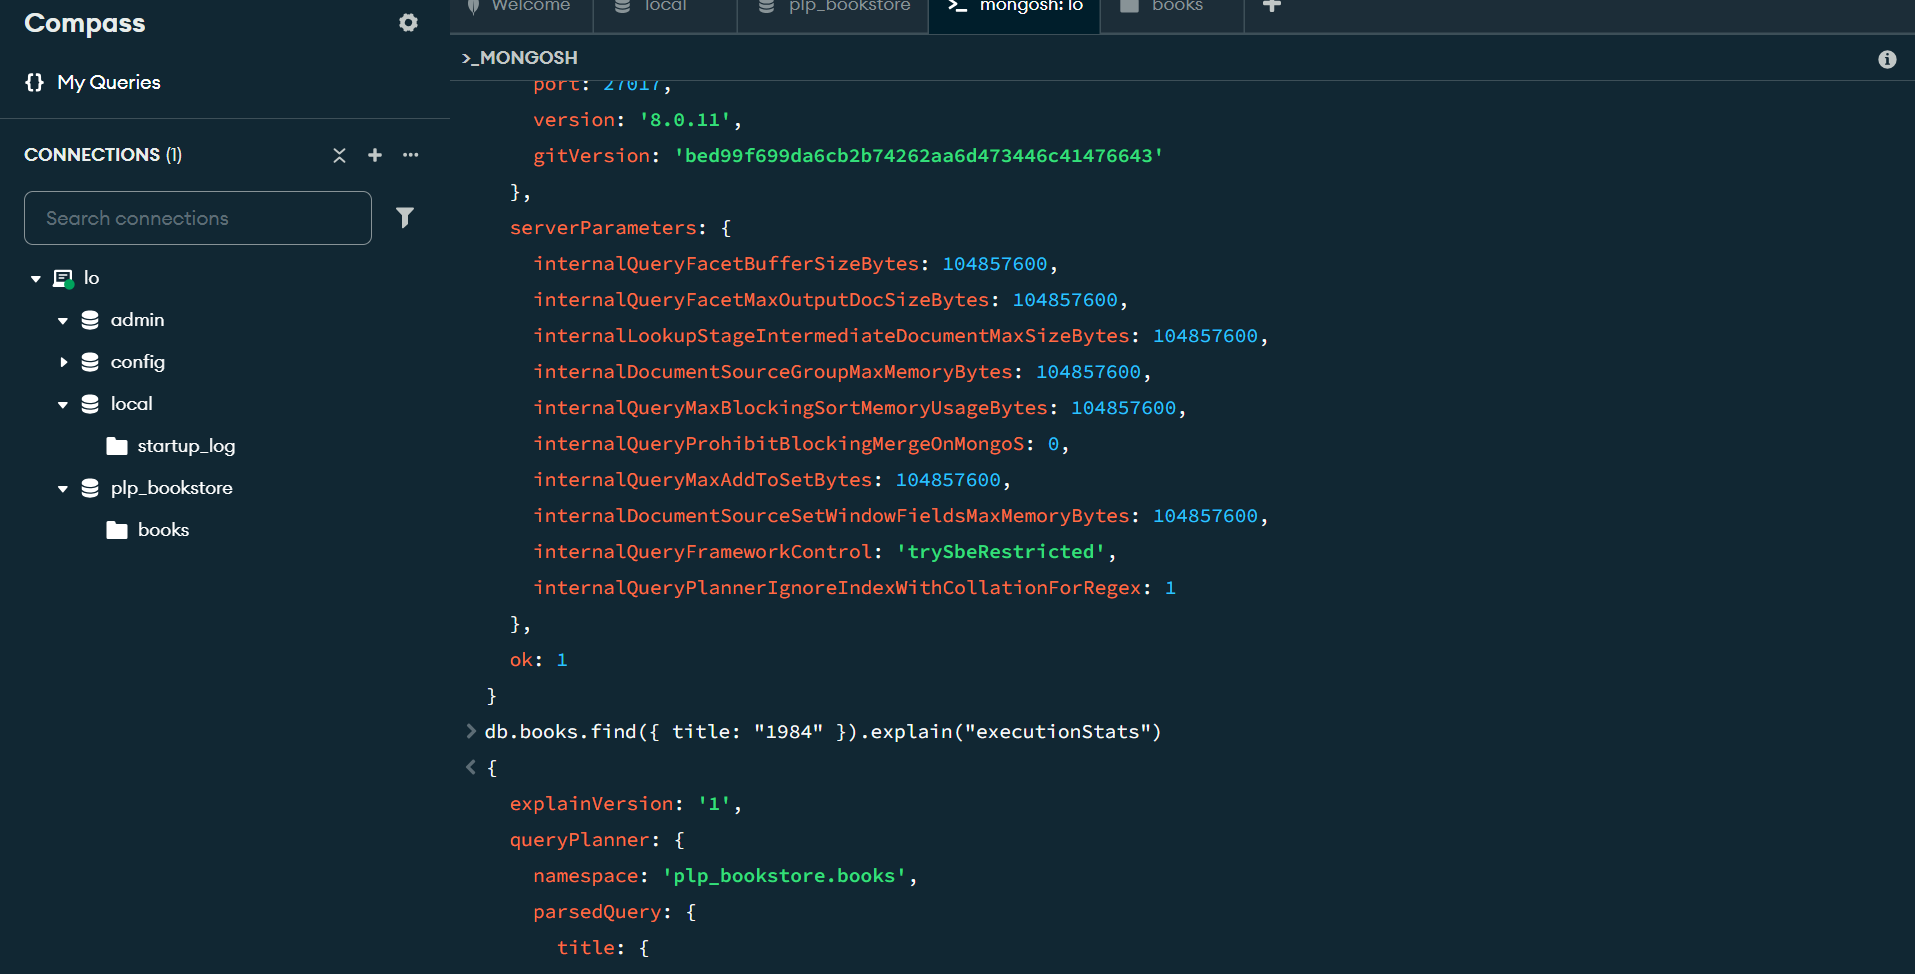 Compass
{} My Queries
CONNECTIONS (1)
Search connections
lo
admin
config
local
startup_log
plp_bookstore
books
Welcome
local
plp_bookstore
>_ mongosh: lo
books
>_MONGOSH
port: 27017,
version: '8.0.11',
gitVersion: 'bed99f699da6cb2b74262aa6d473446c41476643'
},
serverParameters: {
internalQueryFacetBufferSizeBytes: 104857600,
internalQueryFacetMaxOutputDocSizeBytes: 104857600,
internalLookupStageIntermediateDocumentMaxSizeBytes: 104857600,
internalDocumentSourceGroupMaxMemoryBytes: 104857600,
internalQueryMaxBlockingSortMemoryUsageBytes: 104857600,
internalQueryProhibitBlockingMergeOnMongoS: 0,
internalQueryMaxAddToSetBytes: 104857600,
internalDocumentSourceSetWindowFieldsMaxMemoryBytes: 104857600,
internalQueryFrameworkControl: 'trySbeRestricted',
internalQueryPlannerIgnoreIndexWithCollationForRegex: 1
},
ok: 1
}
> db.books.find({ title: "1984" }).explain("executionStats")
< {
explainVersion: '1',
queryPlanner: {
namespace: 'plp_bookstore.books',
parsedQuery: {
title: {